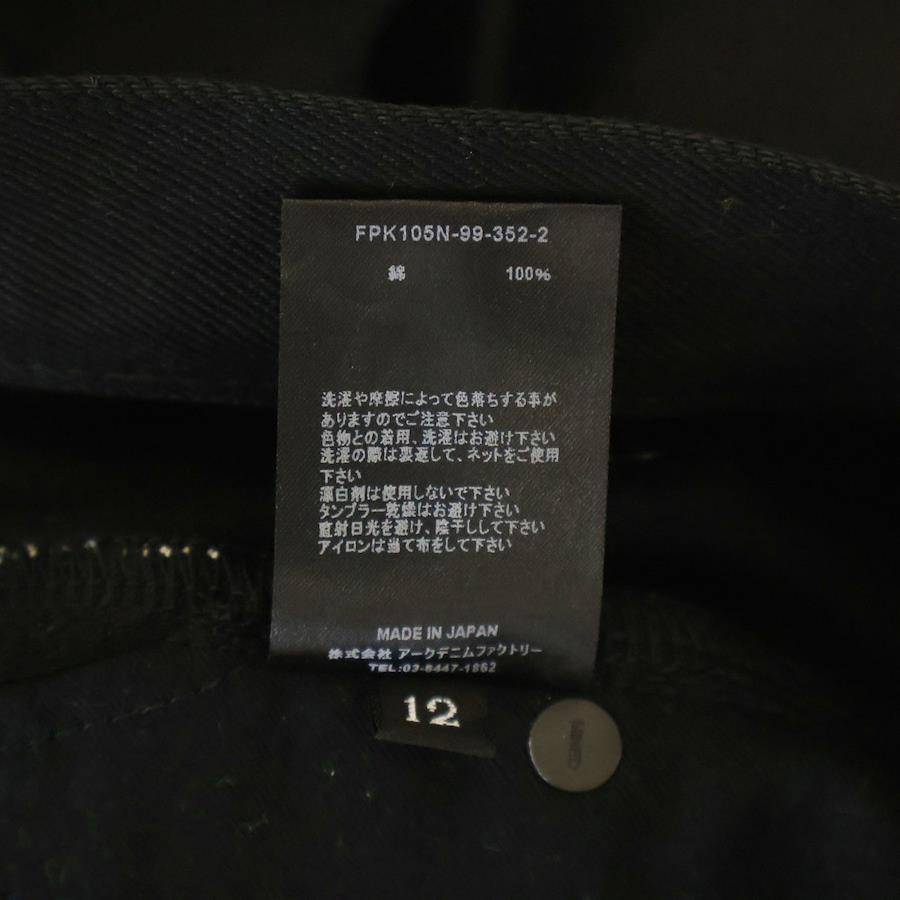 FPK105N-99-352-2
綿 100%
洗濯や摩擦によって色落ちする事が
ありますのでご注意下さい
色物との着用、洗濯はお避け下さい
洗濯の際は裏返して、ネットをご使用
下さい
漂白剤は使用しないで下さい
タンブラー乾燥はお避け下さい
直射日光を避け、陰干しして下さい
アイロンは当て布をして下さい
MADE IN JAPAN
株式会社 アークデニムファクトリー
TEL:03-6447-1862
12